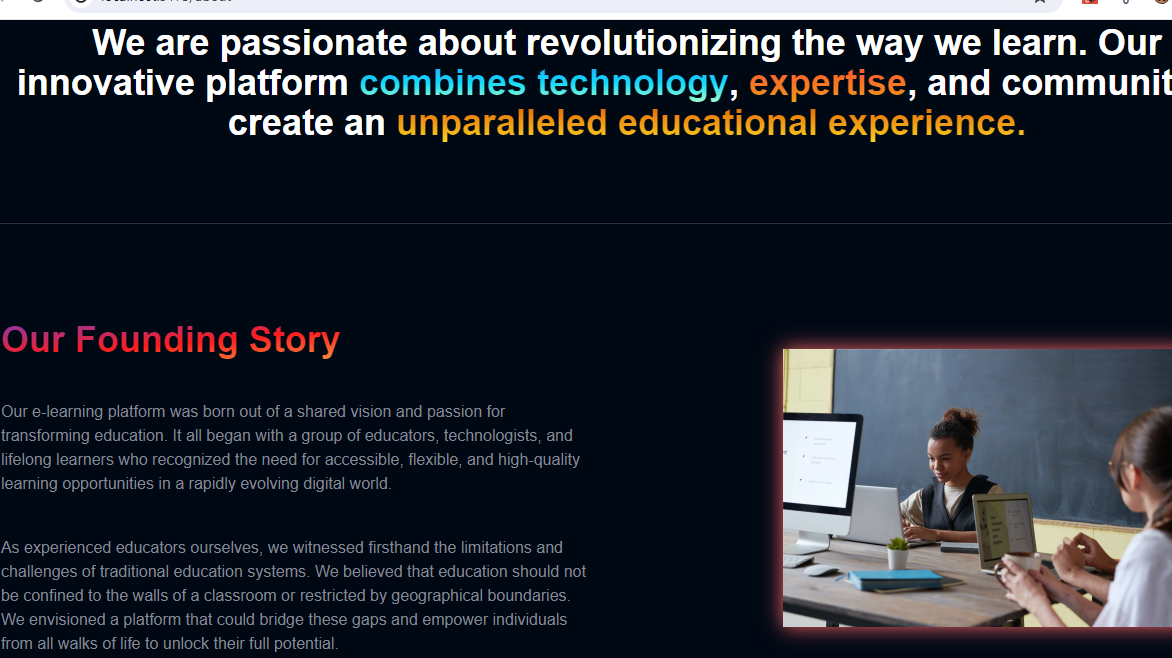 We are passionate about revolutionizing the way we learn. Our
innovative platform combines technology, expertise, and communit
create an unparalleled educational experience.
Our Founding Story
Our e-learning platform was born out of a shared vision and passion for
transforming education. It all began with a group of educators, technologists, and
lifelong learners who recognized the need for accessible, flexible, and high-quality
learning opportunities in a rapidly evolving digital world.
As experienced educators ourselves, we witnessed firsthand the limitations and
challenges of traditional education systems. We believed that education should not
be confined to the walls of a classroom or restricted by geographical boundaries.
We envisioned a platform that could bridge these gaps and empower individuals
from all walks of life to unlock their full potential.